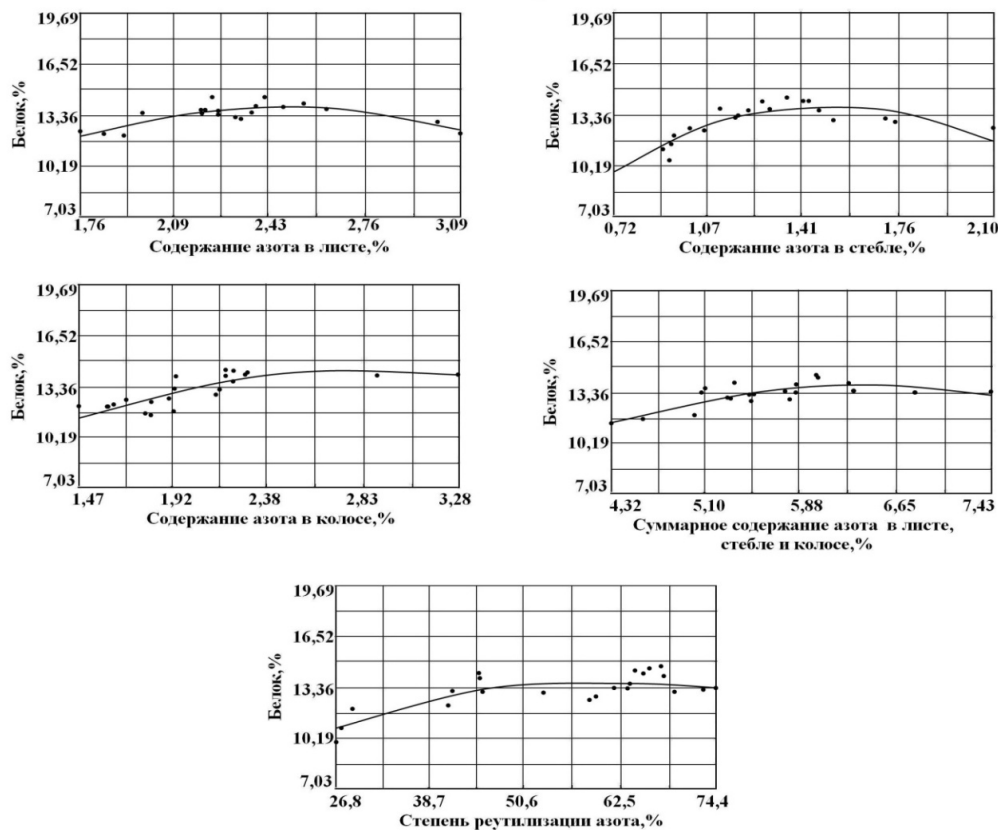 19,69
16,52
13,36
10,19
7,03
Белок,%
1,76 2,09 2,43 2,76 3,09
Содержание азота в листе,%
19,69
16,52
13,36
10,19
7,03
Белок,%
0,72 1,07 1,41 1,76 2,10
Содержание азота в стебле,%
19,69
16,52
13,36
10,19
7,03
Белок,%
1,47 1,92 2,38 2,83 3,28
Содержание азота в колосе,%
19,69
16,52
13,36
10,19
7,03
Белок,%
4,32 5,10 5,88 6,65 7,43
Суммарное содержание азота в листе,
стебле и колосе,%
19,69
16,52
13,36
10,19
7,03
Белок,%
26,8 38,7 50,6 62,5 74,4
Степень реутилизации азота,%